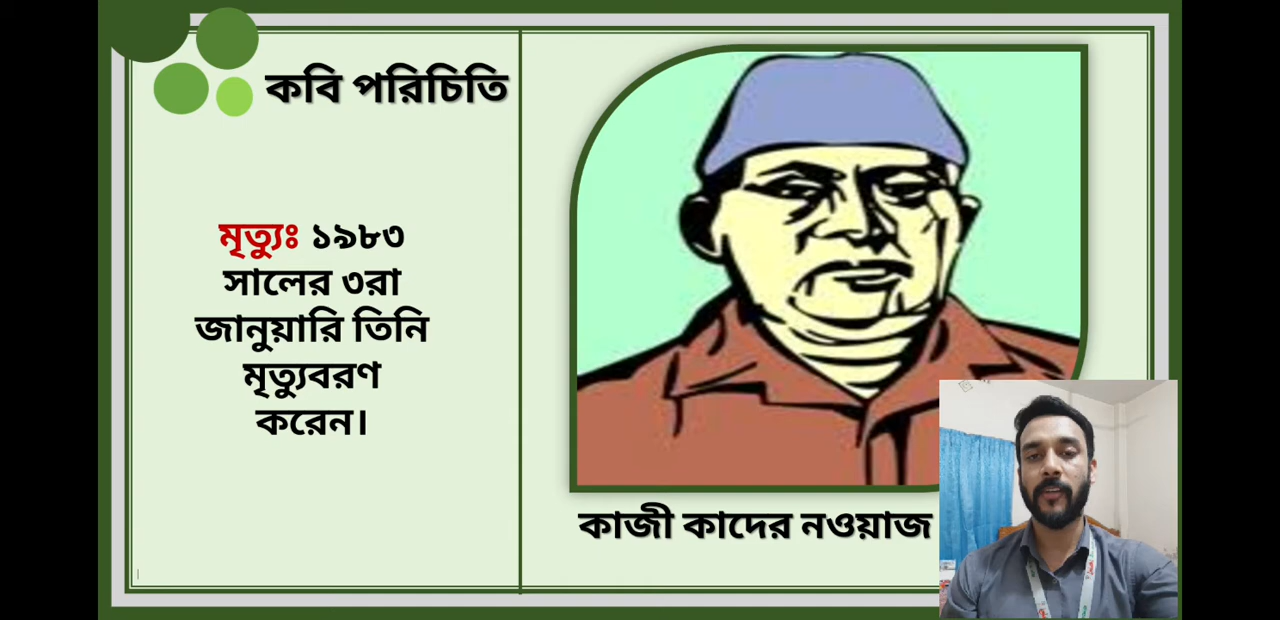 কবি পরিচিতি
মৃত্যুঃ ১৯৮৩
সালের ৩রা
জানুয়ারি তিনি
মৃত্যুবরণ
করেন।
কাজী কাদের নওয়াজ